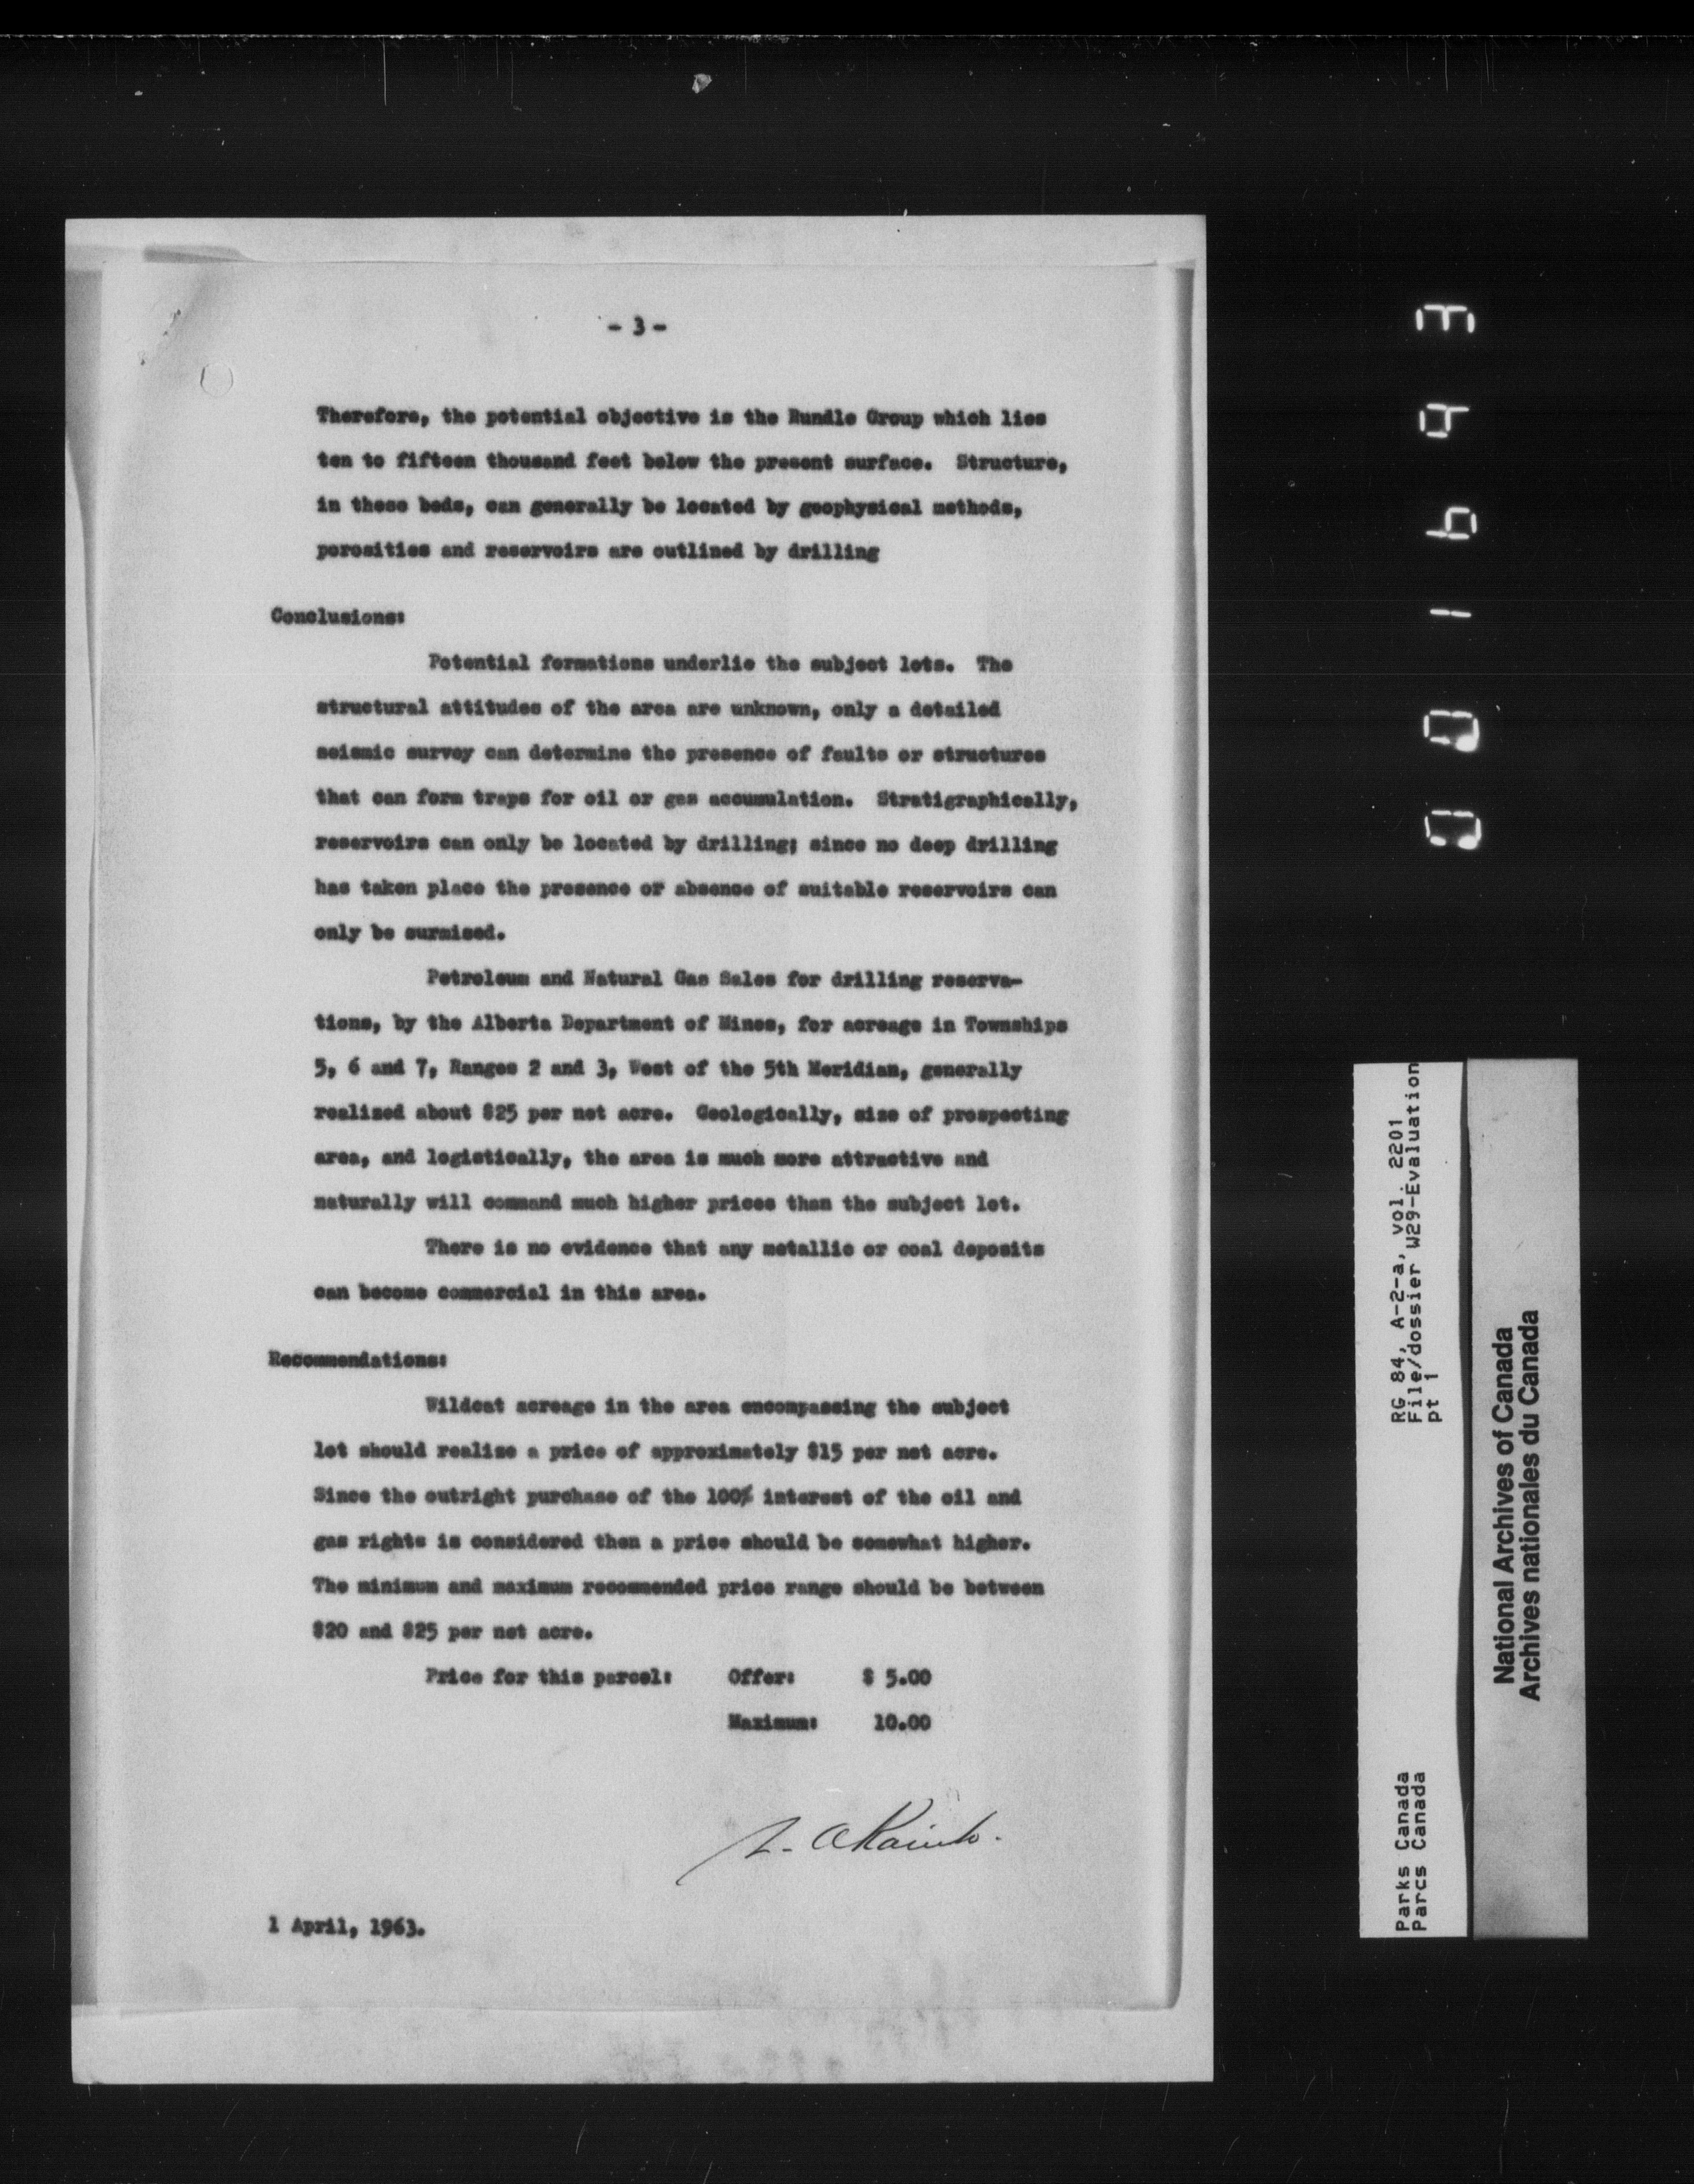 - 3 -
Therefore, the potential objective is the Rundle Group which lies
ten to fifteen thousand feet below the present surface. Structure,
in these beds, can generally be located by geophysical methods,
porosities and reservoirs are outlined by drilling
Conclusions:
Potential formations underlie the subject lots. The
structural attitudes of the area are unknown, only a detailed
seismic survey can determine the presence of faults or structures
that can form traps for oil or gas accumulation. Stratigraphically,
reservoirs can only be located by drilling; since no deep drilling
has taken place the presence or absence of suitable reservoirs can
only be surmised.
Petroleum and Natural Gas Sales for drilling reserva-
tions, by the Alberta Department of Mines, for acreage in Townships
5, 6 and 7, Ranges 2 and 3, West of the 5th Meridian, generally
realized about $25 per net acre. Geologically, size of prospecting
area, and logistically, the area is much more attractive and
naturally will command much higher prices than the subject lot.
There is no evidence that any metallic or coal deposits
can become commercial in this area.
Recommendations:
Wildcat acreage in the area encompassing the subject
lot should realize a price of approximately $15 per net acre.
Since the outright purchase of the 100% interest of the oil and
gas rights is considered then a price should be somewhat higher.
The minimum and maximum recommended price range should be between
$20 and $25 per net acre.
Price for this parcel: Offer: $ 5.00
Maximum: 10.00
1 April, 1963.
RG 84, A-2-a, vol. 2201
File/dossier W29-Evaluation
pt 1
Parks Canada
Parcs Canada
National Archives of Canada
Archives nationales du Canada